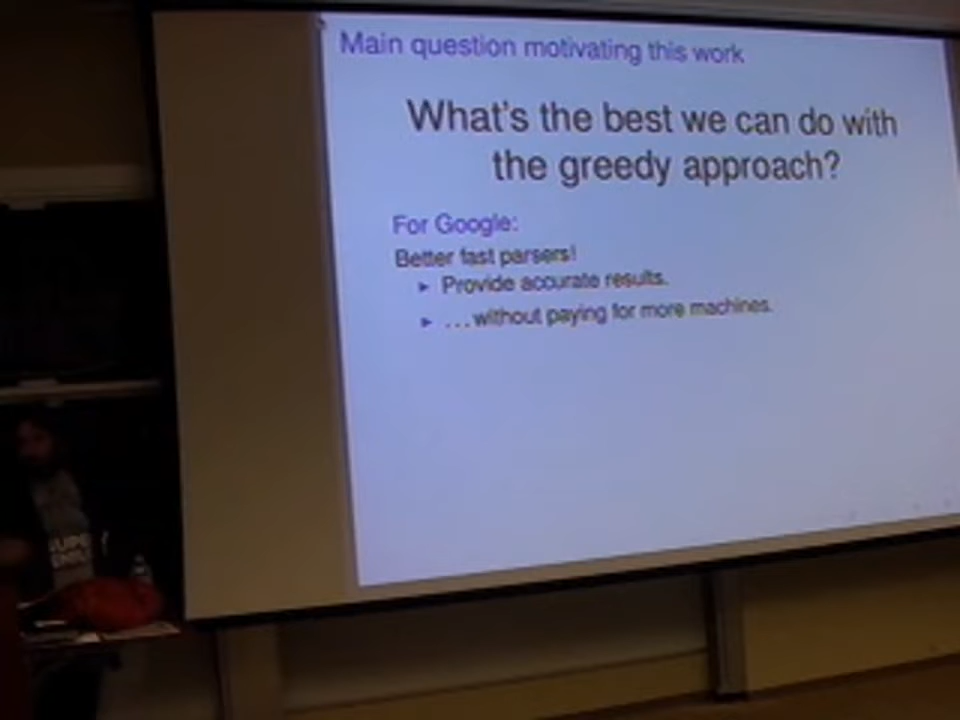 Main question motivating this work
What's the best we can do with
the greedy approach?
For Google:
Better fast parsers!
▸ Provide accurate results.
▸ ...without paying for more machines.